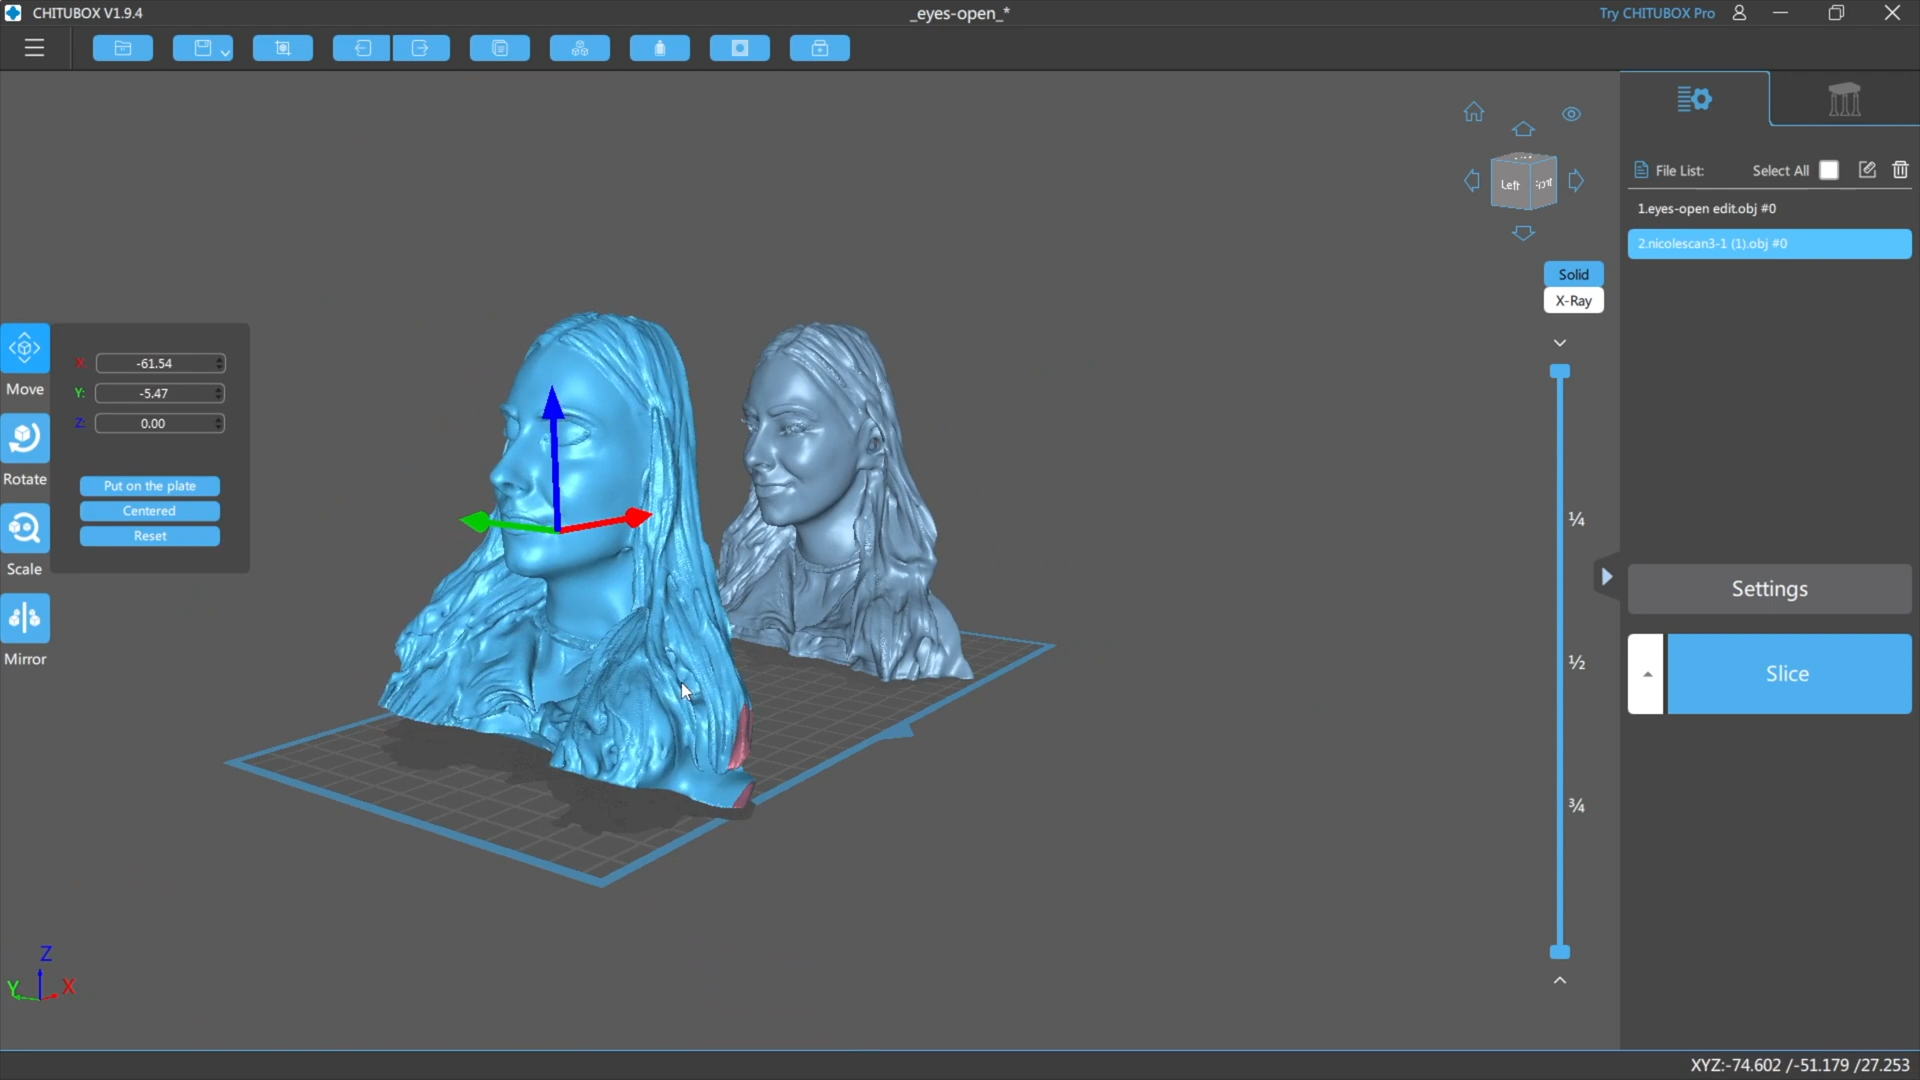 CHITUBOX V1.9.4
_eyes-open_*
Try CHITUBOX Pro
File List:
Select All
1.eyes-open edit.obj #0
2.nicolescan3-1 (1).obj #0
Left
Front
Solid
X-Ray
Move
X: -61.54
Y: -5.47
Z: 0.00
Rotate
Put on the plate
Centered
Reset
Scale
Mirror
¼
½
¾
Settings
Slice
Z
Y
X
XYZ:-74.602 /-51.179 /27.253